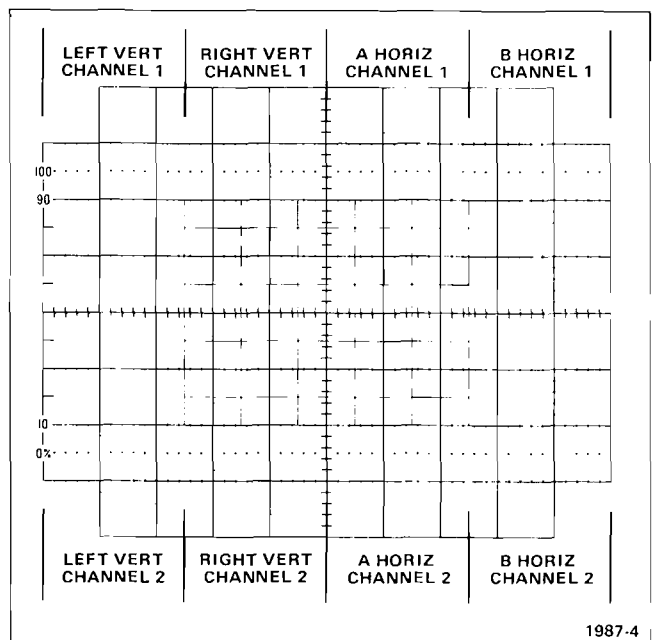 LEFT VERT RIGHT VERT A HORIZ B HORIZ
CHANNEL 1 CHANNEL 1 CHANNEL 1 CHANNEL 1
100
90
10
0%
LEFT VERT RIGHT VERT A HORIZ B HORIZ
CHANNEL 2 CHANNEL 2 CHANNEL 2 CHANNEL 2
1987-4